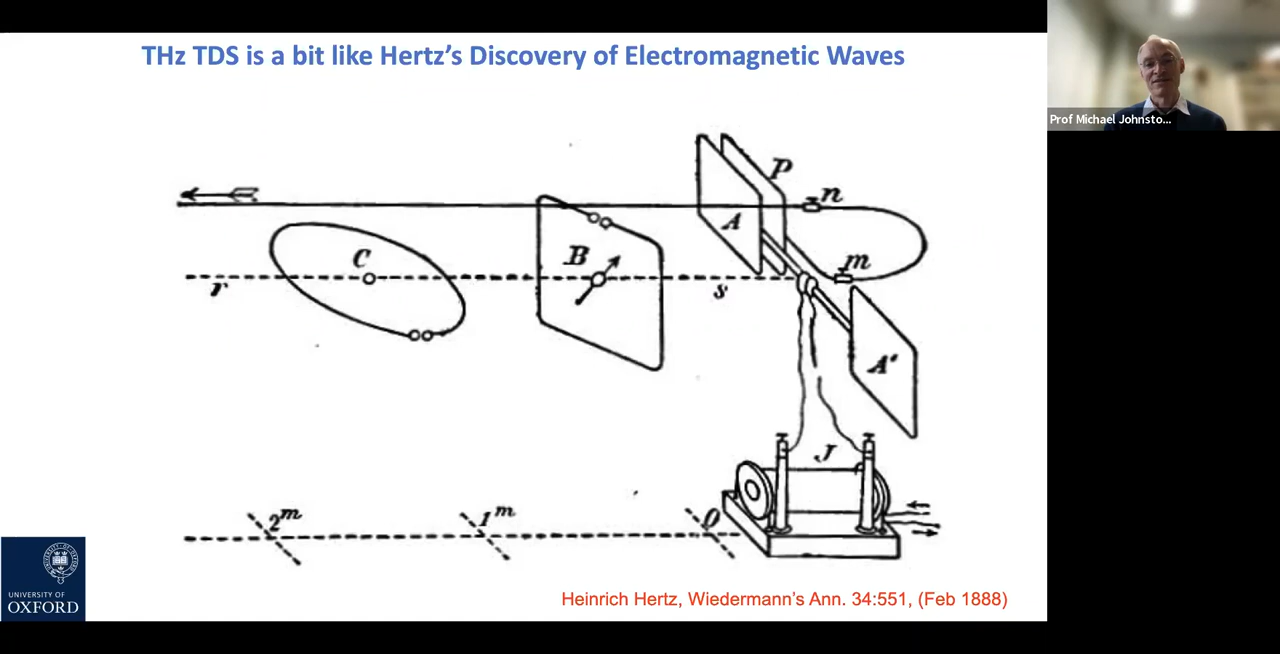 THz TDS is a bit like Hertz's Discovery of Electromagnetic Waves
Prof Michael Johnsto...
P
n
A
B
C
m
r
s
A'
J
2m
1m
0
UNIVERSITY OF
OXFORD
Heinrich Hertz, Wiedermann's Ann. 34:551, (Feb 1888)